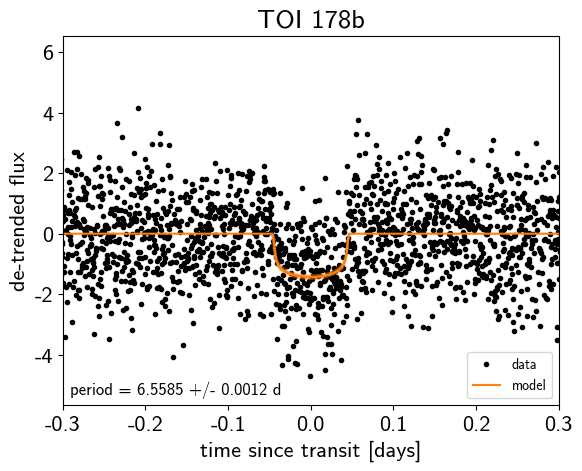 TOI 178b
6
4
2
0
-2
-4
de-trended flux
data
model
period = 6.5585 +/- 0.0012 d
-0.3 -0.2 -0.1 0.0 0.1 0.2 0.3
time since transit [days]